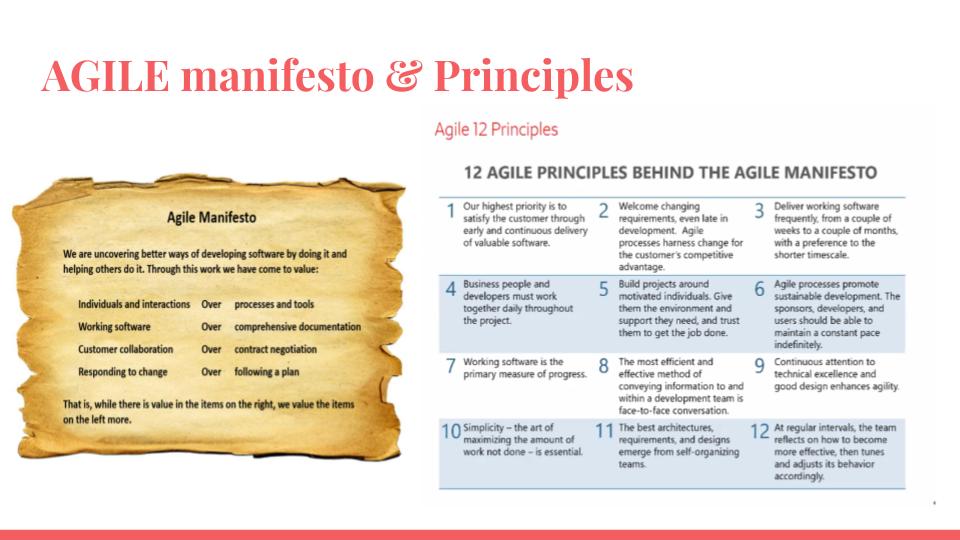 AGILE manifesto & Principles
Agile Manifesto
We are uncovering better ways of developing software by doing it and
helping others do it. Through this work we have come to value:
Individuals and interactions Over processes and tools
Working software Over comprehensive documentation
Customer collaboration Over contract negotiation
Responding to change Over following a plan
That is, while there is value in the items on the right, we value the items
on the left more.
Agile 12 Principles
12 AGILE PRINCIPLES BEHIND THE AGILE MANIFESTO
1 Our highest priority is to
satisfy the customer through
early and continuous delivery
of valuable software.
2 Welcome changing
requirements, even late in
development. Agile
processes harness change for
the customer's competitive
advantage.
3 Deliver working software
frequently, from a couple of
weeks to a couple of months,
with a preference to the
shorter timescale.
4 Business people and
developers must work
together daily throughout
the project.
5 Build projects around
motivated individuals. Give
them the environment and
support they need, and trust
them to get the job done.
6 Agile processes promote
sustainable development. The
sponsors, developers, and
users should be able to
maintain a constant pace
indefinitely.
7 Working software is the
primary measure of progress.
8 The most efficient and
effective method of
conveying information to and
within a development team is
face-to-face conversation.
9 Continuous attention to
technical excellence and
good design enhances agility.
10 Simplicity – the art of
maximizing the amount of
work not done – is essential.
11 The best architectures,
requirements, and designs
emerge from self-organizing
teams.
12 At regular intervals, the team
reflects on how to become
more effective, then tunes
and adjusts its behavior
accordingly.